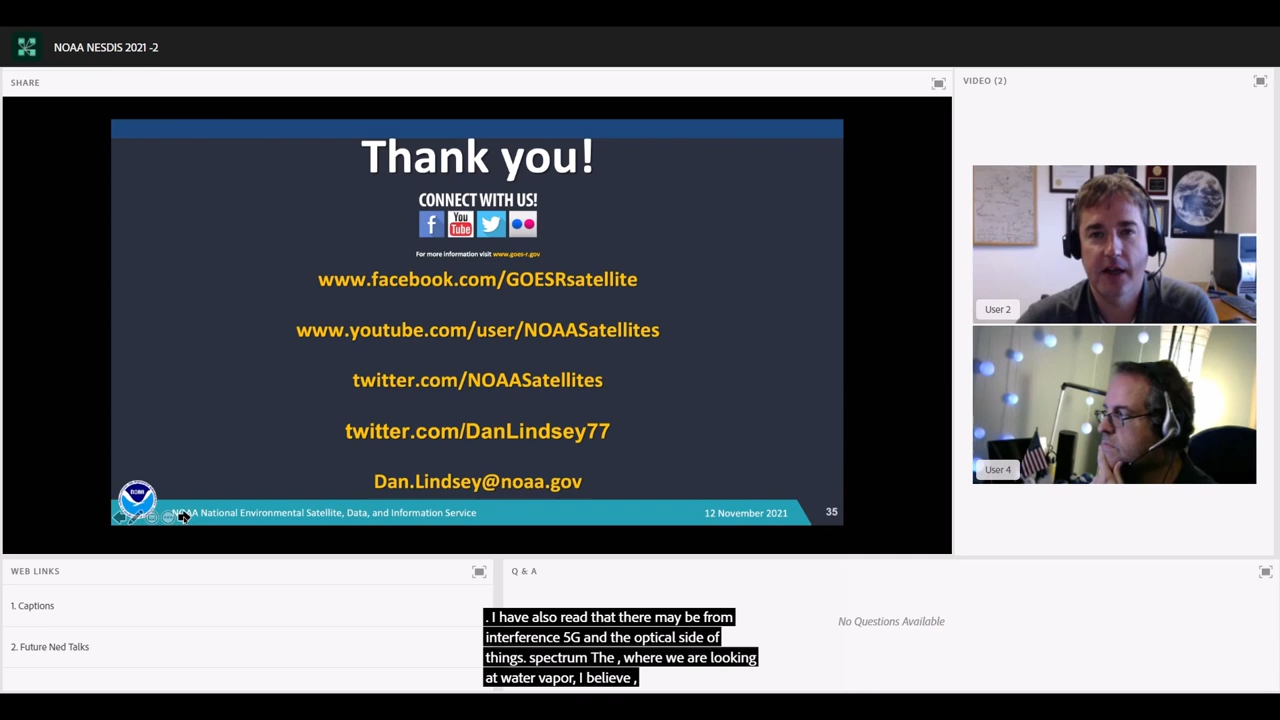 NOAA NESDIS 2021 -2
SHARE
Thank you!
CONNECT WITH US!
f
You
Tube
For more information visit www.goes-r.gov
www.facebook.com/GOESRsatellite
www.youtube.com/user/NOAASatellites
twitter.com/NOAASatellites
twitter.com/DanLindsey77
Dan.Lindsey@noaa.gov
NOAA
NOAA National Environmental Satellite, Data, and Information Service
12 November 2021
35
VIDEO (2)
User 2
User 4
WEB LINKS
1. Captions
2. Future Ned Talks
Q & A
No Questions Available
. I have also read that there may be from
interference 5G and the optical side of
things. spectrum The , where we are looking
at water vapor, I believe ,